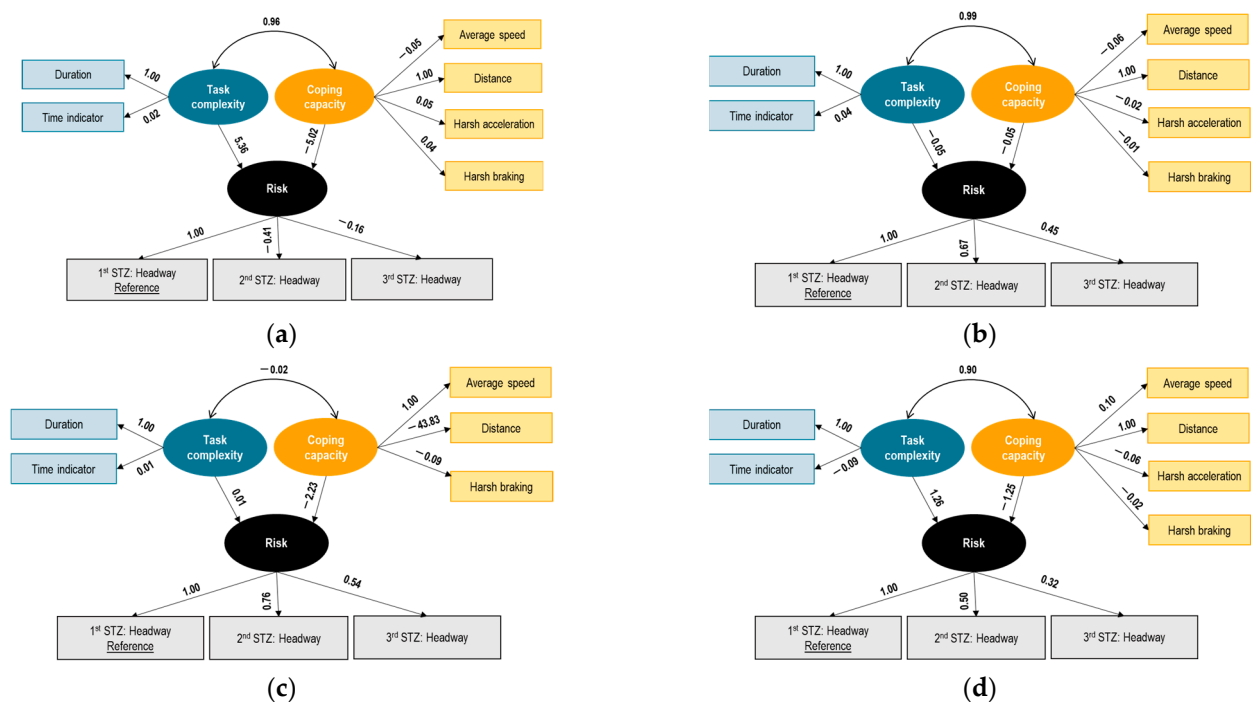 0.96
Average speed
−0.05
Duration
1.00
Task
complexity
Coping
capacity
1.00
Distance
Time indicator
0.02
0.05
Harsh acceleration
0.04
5.36
−5.02
Harsh braking
Risk
1.00
−0.41
−0.16
1st STZ: Headway
Reference
2nd STZ: Headway
3rd STZ: Headway
(a)
0.99
Average speed
−0.06
Duration
1.00
Task
complexity
Coping
capacity
1.00
Distance
Time indicator
0.04
−0.02
Harsh acceleration
−0.01
−0.05
−0.05
Harsh braking
Risk
1.00
0.67
0.45
1st STZ: Headway
Reference
2nd STZ: Headway
3rd STZ: Headway
(b)
−0.02
Average speed
1.00
Duration
1.00
Task
complexity
Coping
capacity
−43.83
Distance
Time indicator
0.01
−0.09
Harsh braking
0.01
−2.23
Risk
1.00
0.76
0.54
1st STZ: Headway
Reference
2nd STZ: Headway
3rd STZ: Headway
(c)
0.90
Average speed
0.10
Duration
1.00
Task
complexity
Coping
capacity
1.00
Distance
Time indicator
−0.09
−0.06
Harsh acceleration
−0.02
1.26
−1.25
Harsh braking
Risk
1.00
0.50
0.32
1st STZ: Headway
Reference
2nd STZ: Headway
3rd STZ: Headway
(d)